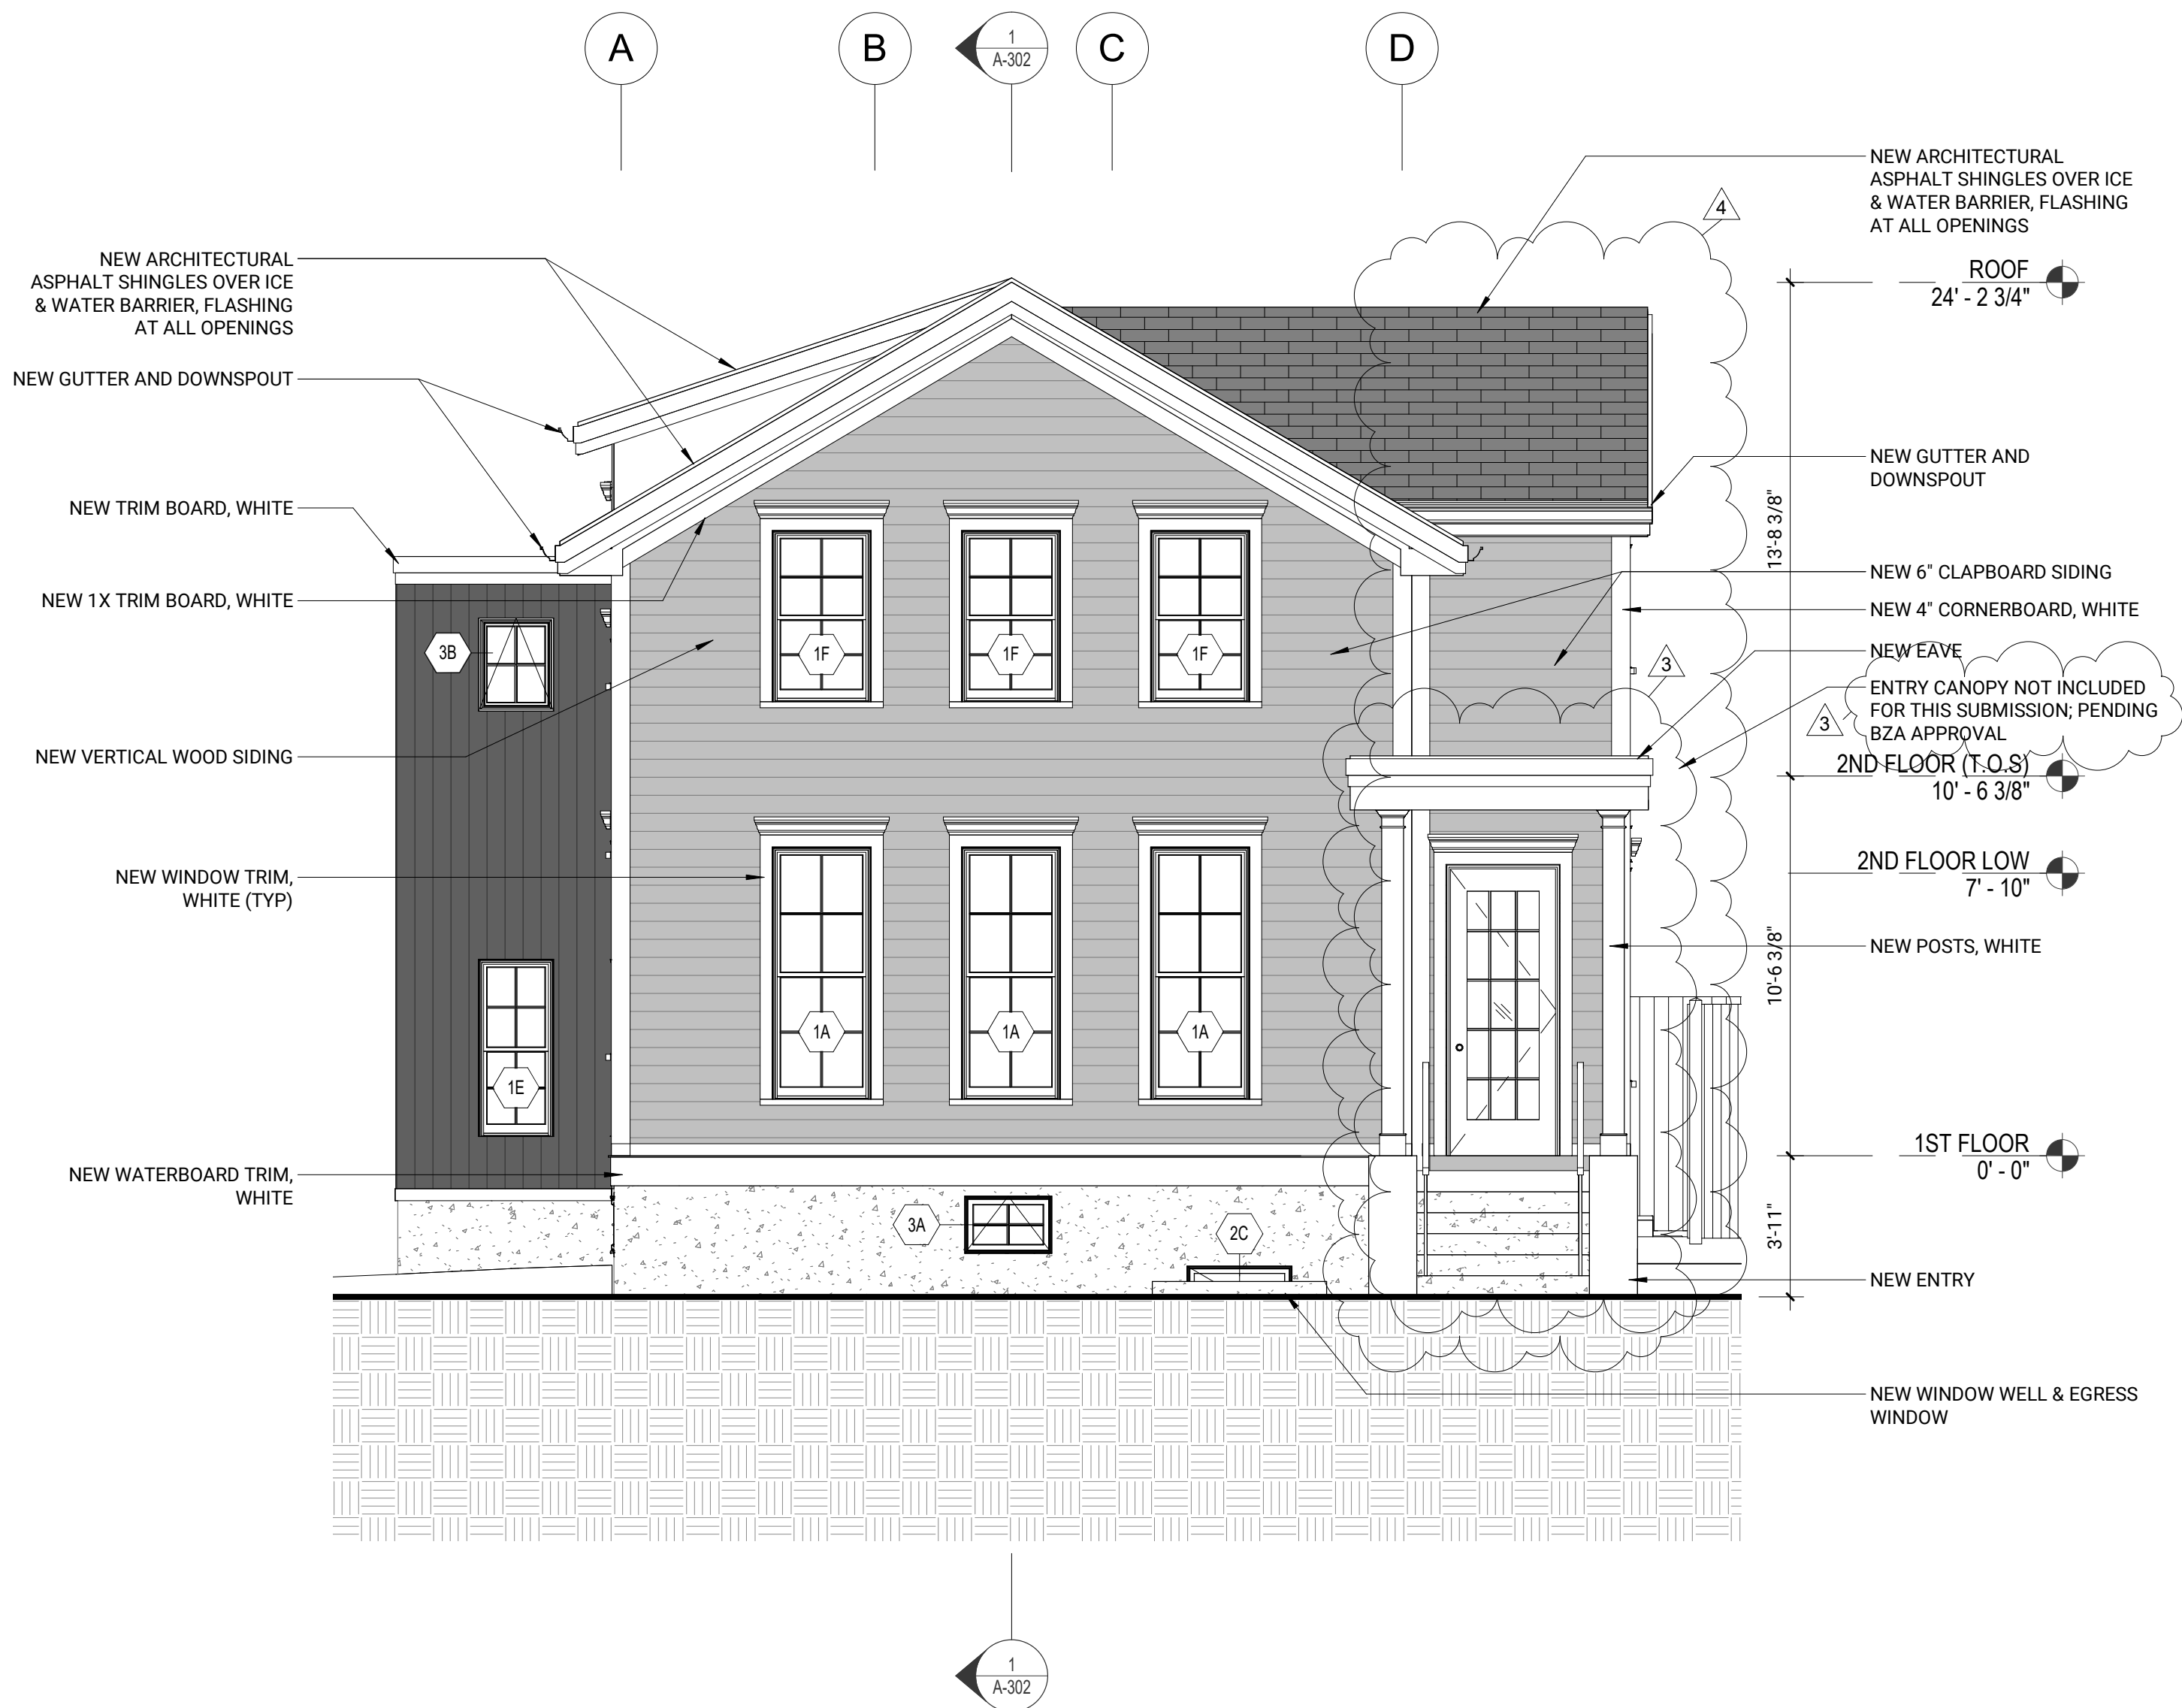 A
B
1
A-302
C
D
NEW ARCHITECTURAL
ASPHALT SHINGLES OVER ICE
& WATER BARRIER, FLASHING
AT ALL OPENINGS
NEW GUTTER AND DOWNSPOUT
NEW TRIM BOARD, WHITE
NEW 1X TRIM BOARD, WHITE
NEW VERTICAL WOOD SIDING
NEW WINDOW TRIM,
WHITE (TYP)
NEW WATERBOARD TRIM,
WHITE
3B
1E
1F
1F
1F
1A
1A
1A
3A
2C
4
3
3
NEW ARCHITECTURAL
ASPHALT SHINGLES OVER ICE
& WATER BARRIER, FLASHING
AT ALL OPENINGS
ROOF
24' - 2 3/4"
NEW GUTTER AND
DOWNSPOUT
13'-8 3/8"
NEW 6" CLAPBOARD SIDING
NEW 4" CORNERBOARD, WHITE
NEW EAVE
ENTRY CANOPY NOT INCLUDED
FOR THIS SUBMISSION; PENDING
BZA APPROVAL
2ND FLOOR (T.O.S)
10' - 6 3/8"
2ND FLOOR LOW
7' - 10"
NEW POSTS, WHITE
10'-6 3/8"
1ST FLOOR
0' - 0"
3'-11"
NEW ENTRY
NEW WINDOW WELL & EGRESS
WINDOW
1
A-302